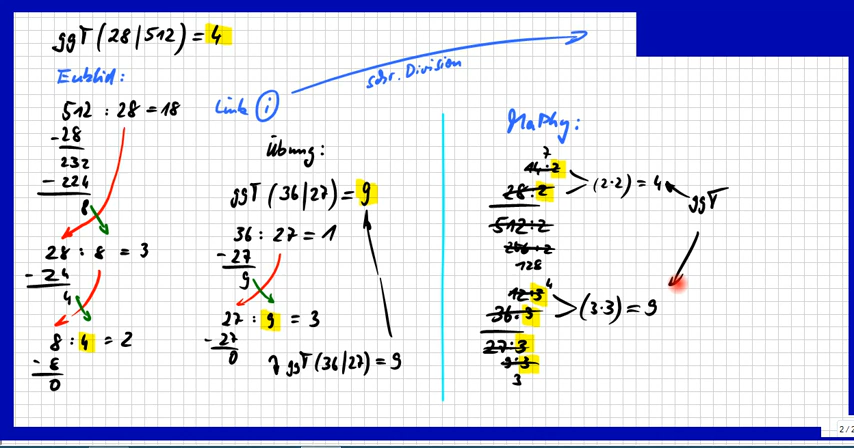 ggT(28|512) = 4
Euklid:
512 : 28 = 18
-28
232
-224
8
28 : 8 = 3
-24
4
8 : 4 = 2
-8
0
Link i
schr. Division
Übung:
ggT(36|27) = 9
36 : 27 = 1
-27
9
27 : 9 = 3
-27
0
ggT(36|27) = 9
7
14·2
28:2
(2·2) = 4
ggT
512:2
128
4
12·3
36:3
(3·3) = 9
27:3
9:3
3
2/2